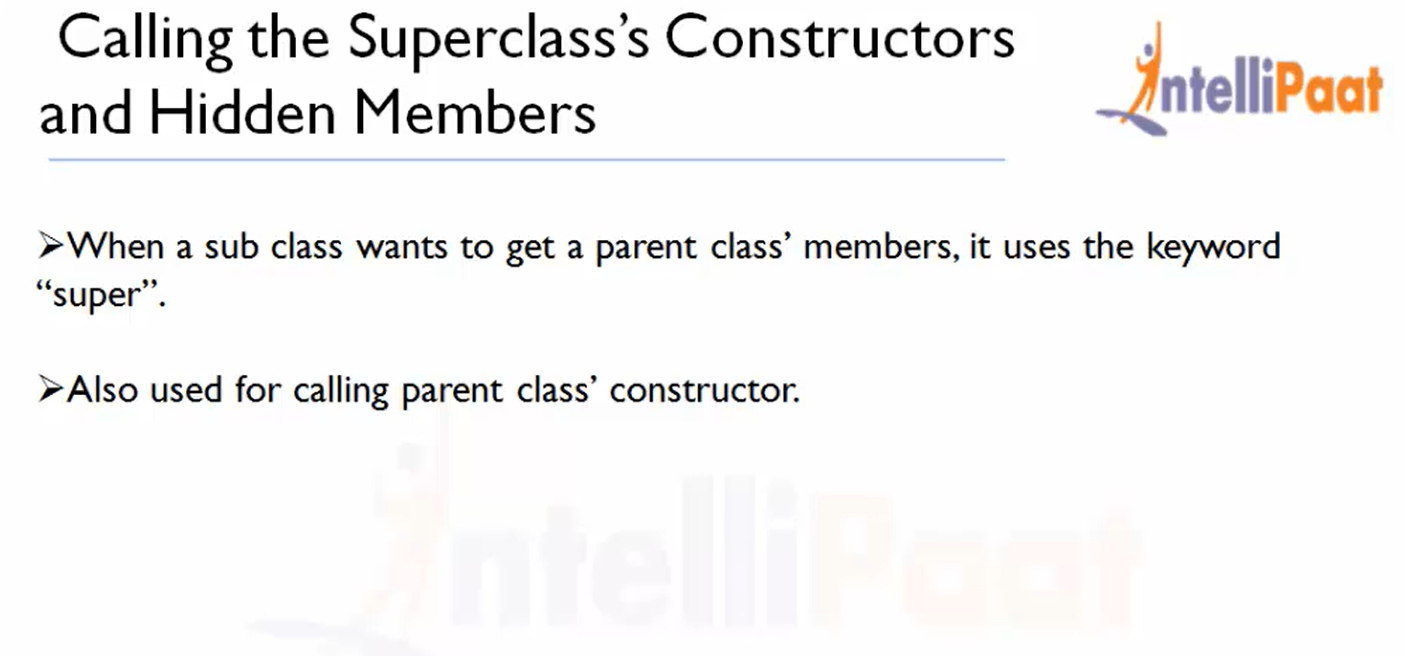 Calling the Superclass’s Constructors
and Hidden Members
IntelliPaat
➢When a sub class wants to get a parent class’ members, it uses the keyword
“super”.
➢Also used for calling parent class’ constructor.
IntelliPaat